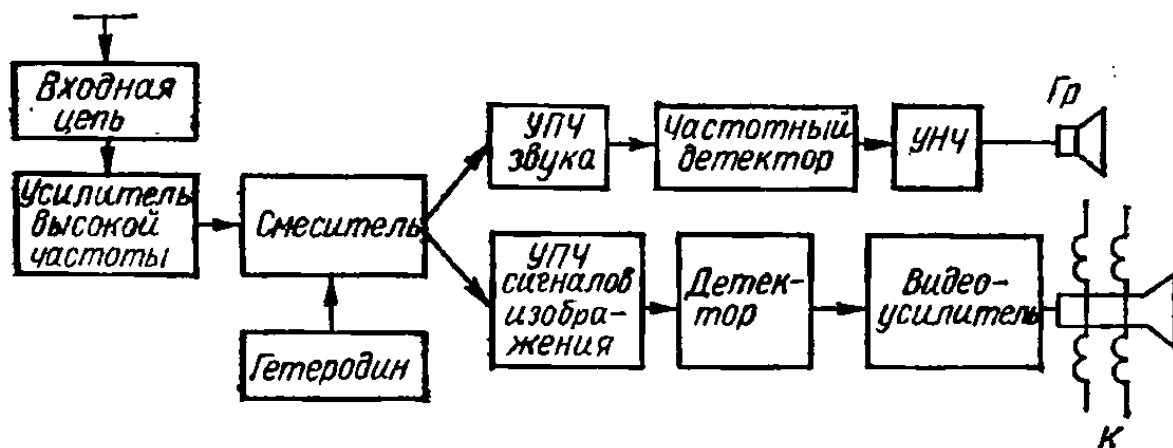 Входная
цепь
Усилитель
высокой
частоты
Смеситель
Гетеродин
УПЧ
звука
Частотный
детектор
УНЧ
Гр
УПЧ
сигналов
изобра-
жения
Детек-
тор
Видео-
усилитель
К